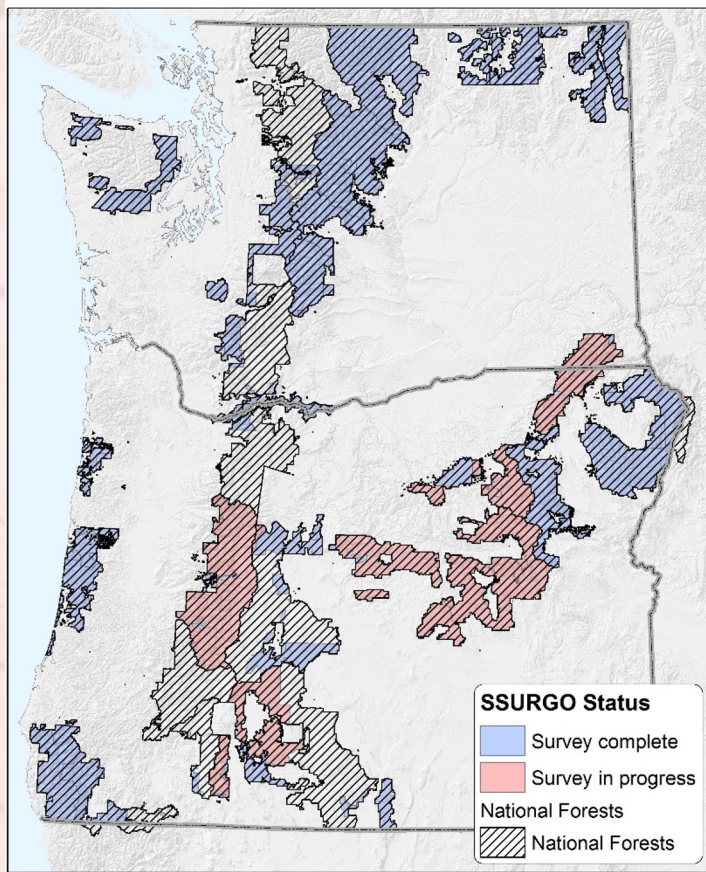 SSURGO Status
Survey complete
Survey in progress
National Forests
National Forests